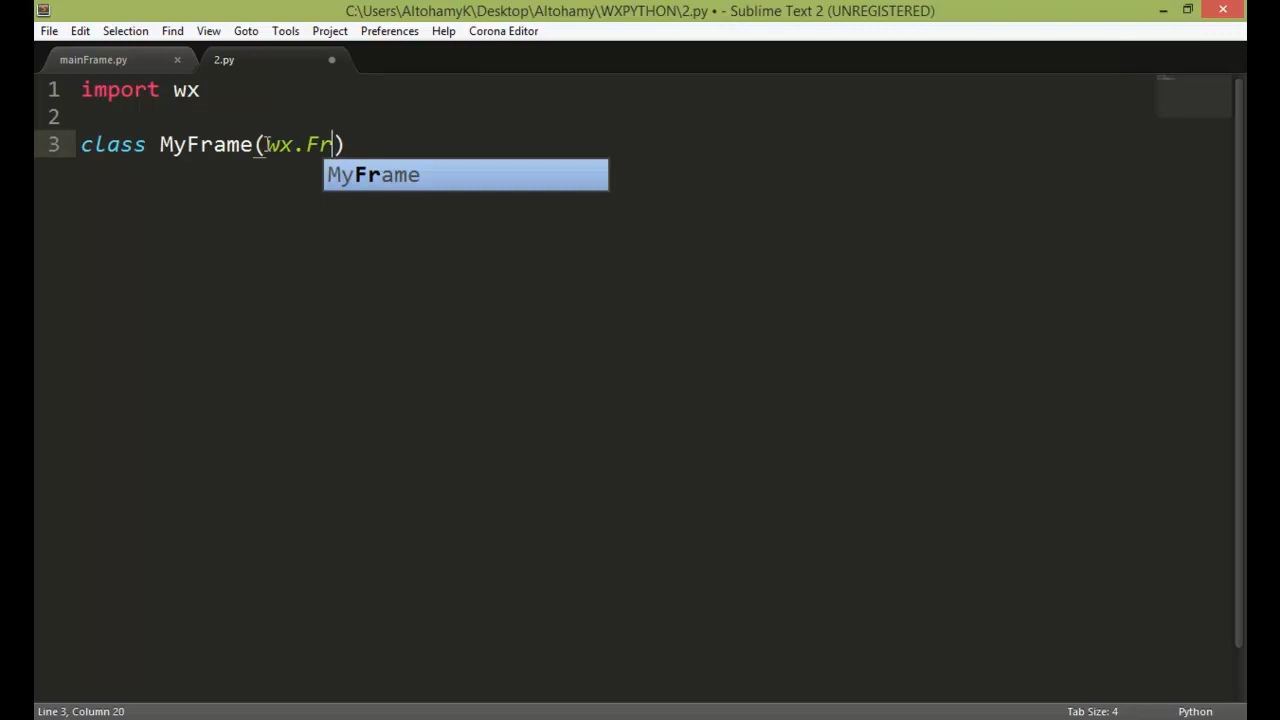 C:\Users\AltohamyK\Desktop\Altohamy\WXPYTHON\2.py • - Sublime Text 2 (UNREGISTERED)
File Edit Selection Find View Goto Tools Project Preferences Help Corona Editor
mainFrame.py 2.py
1 import wx
2
3 class MyFrame(wx.Fr)
MyFrame
Line 3, Column 20 Tab Size: 4 Python